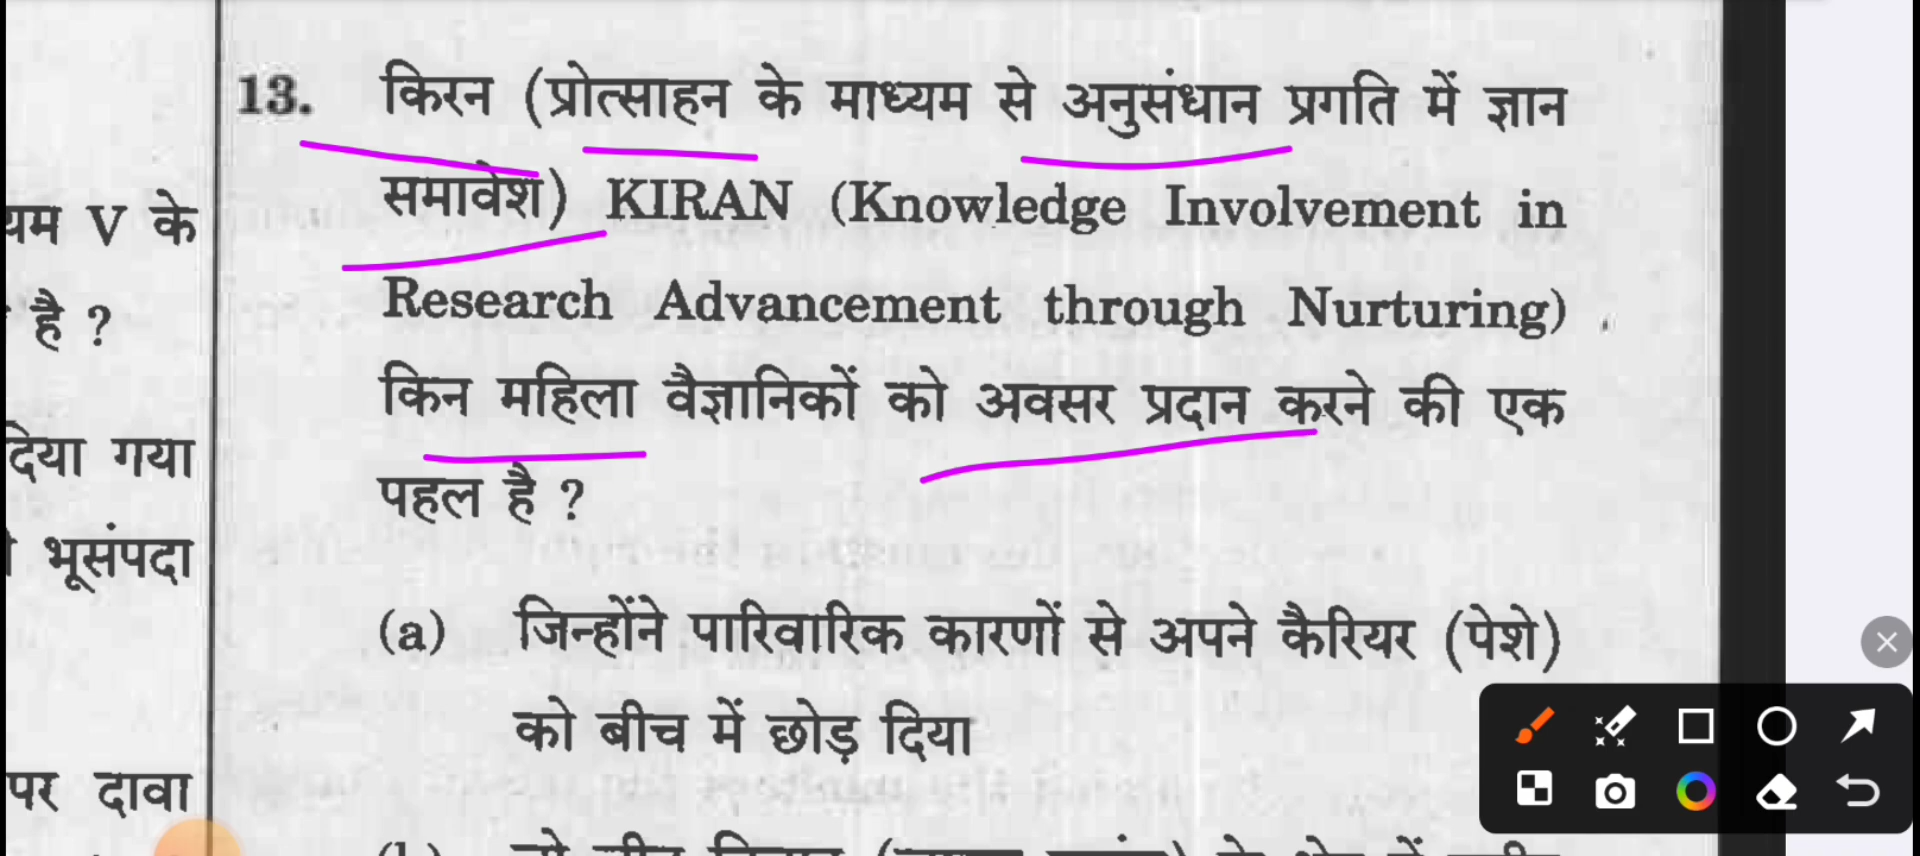 13. किरन (प्रोत्साहन के माध्यम से अनुसंधान प्रगति में ज्ञान
समावेश) KIRAN (Knowledge Involvement in
Research Advancement through Nurturing)
किन महिला वैज्ञानिकों को अवसर प्रदान करने की एक
पहल है ?
(a) जिन्होंने पारिवारिक कारणों से अपने कैरियर (पेशे)
को बीच में छोड़ दिया
V के
है ?
गया
भूसंपदा
पर दावा